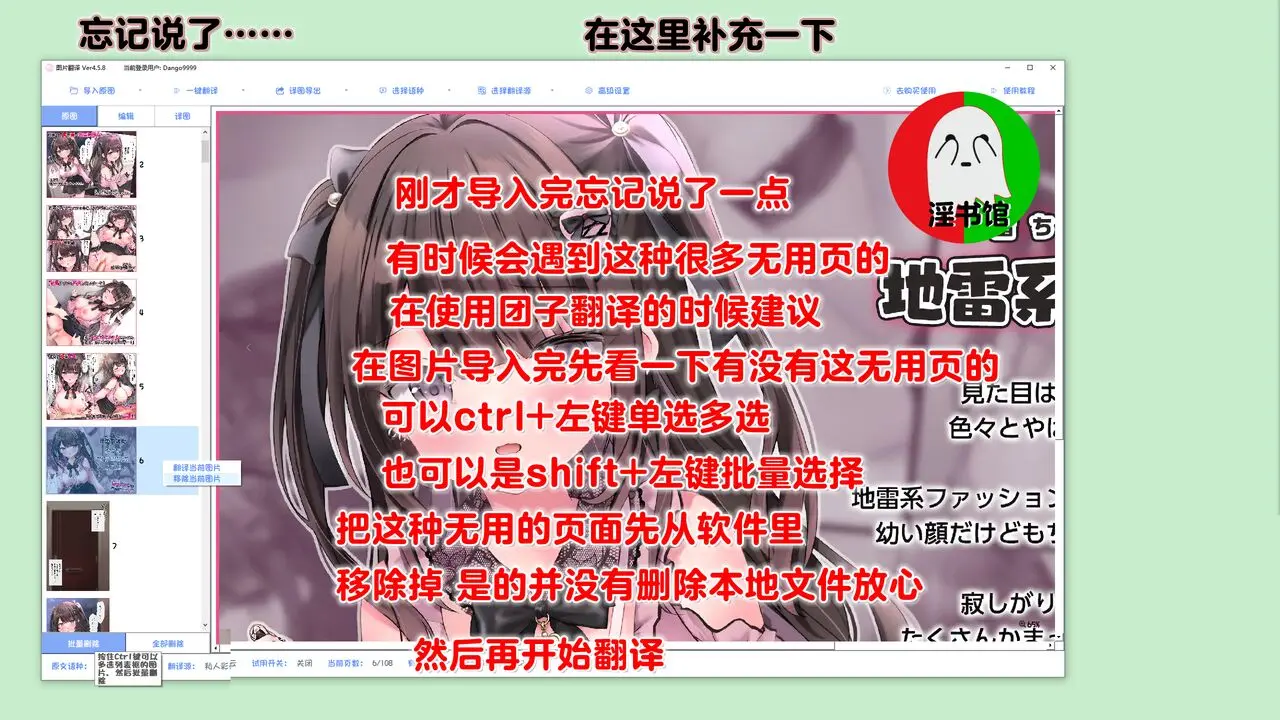 忘记说了……
在这里补充一下
图片翻译 Ver4.5.8 当前登录用户: Dango9999
导入原图
一键翻译
译图导出
选择语种
选择翻译源
高级设置
去购买使用
使用教程
原图
编辑
译图
2
3
4
5
6
7
翻译当前图片
移除当前图片
淫书馆
地雷系
刚才导入完忘记说了一点
有时候会遇到这种很多无用页的
在使用团子翻译的时候建议
在图片导入完先看一下有没有这无用页的
可以ctrl+左键单选多选
也可以是shift+左键批量选择
把这种无用的页面先从软件里
移除掉 是的并没有删除本地文件放心
然后再开始翻译
見た目は
色々とやは
地雷系ファッション
幼い顔だけどもち
寂しがり
たくさんかまっ
65%
批量删除
全部删除
原文语种:
按住Ctrl键可以
多选列表框的图
片, 然后批量删
除
翻译源: 私人彩云
试用开关: 关闭
当前页数: 6/108